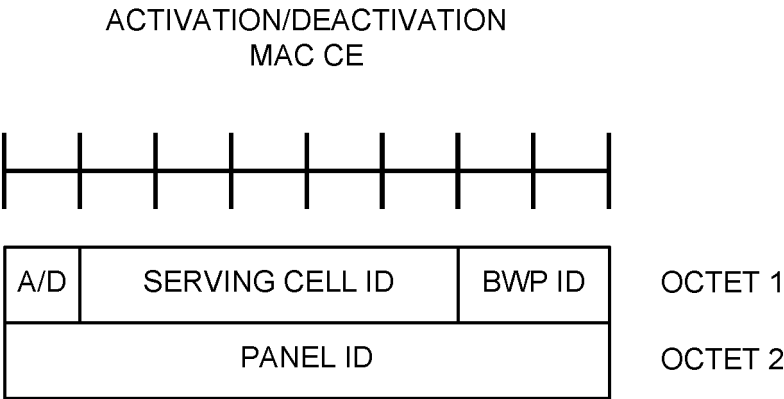 ACTIVATION/DEACTIVATION
MAC CE
A/D SERVING CELL ID BWP ID OCTET 1
PANEL ID OCTET 2